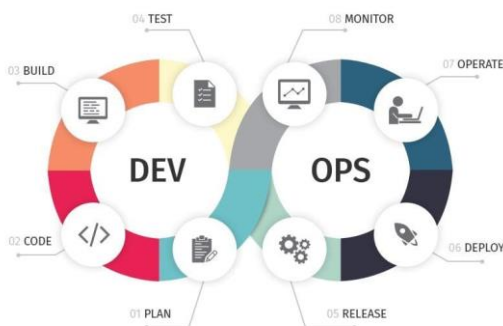 04 TEST
08 MONITOR
03 BUILD
07 OPERATE
DEV
OPS
02 CODE
06 DEPLOY
01 PLAN
05 RELEASE